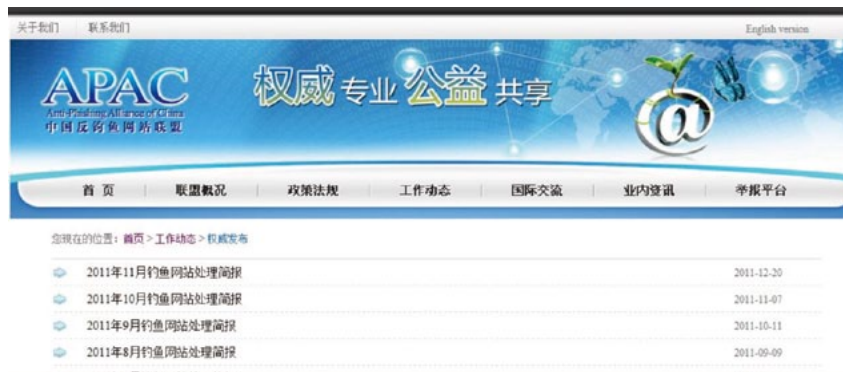 关于我们 联系我们 English version
APAC
Anti-Phishing Alliance of China
中国反钓鱼网站联盟
权威 专业 公益 共享
@
首页 联盟概况 政策法规 工作动态 国际交流 业内资讯 举报平台
您现在的位置：首页 > 工作动态 > 权威发布
2011年11月钓鱼网站处理简报 2011-12-20
2011年10月钓鱼网站处理简报 2011-11-07
2011年9月钓鱼网站处理简报 2011-10-11
2011年8月钓鱼网站处理简报 2011-09-09